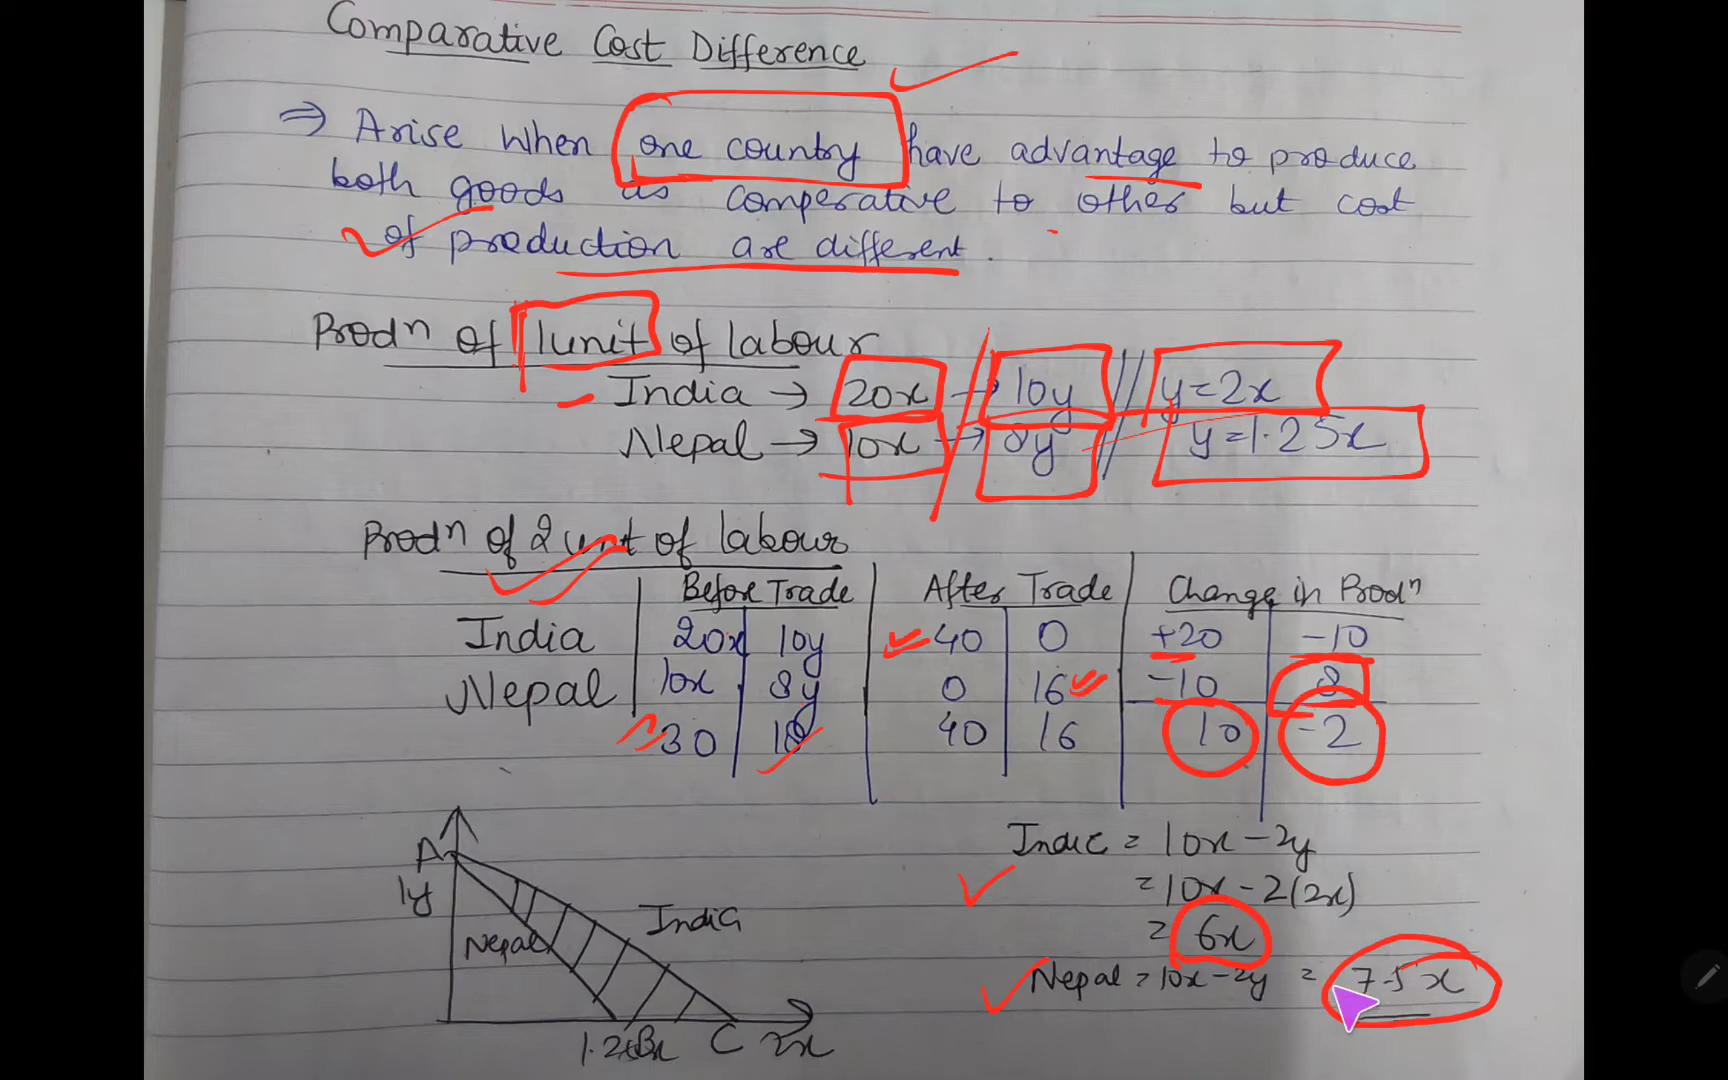 Comparative Cost Difference
⇒ Arise when one country have advantage to produce
both goods as comperative to other but cost
of production are different.
Prodn of 1unit of labour
India → 20x → 10y // y=2x
Nepal → 10x → 8y // y=1.25x
Prodn of 2 unit of labour
Before Trade | After Trade | Change in Prodn
India 20x 10y 40 0 +20 -10
Nepal 10x 8y 0 16 -10 8
30 18 40 16 10 -2
A
1y
India
Nepal
1.25Bx C 2x
India = 10x-2y
= 10x-2(2x)
= 6x
Nepal = 10x-2y = 7.5x